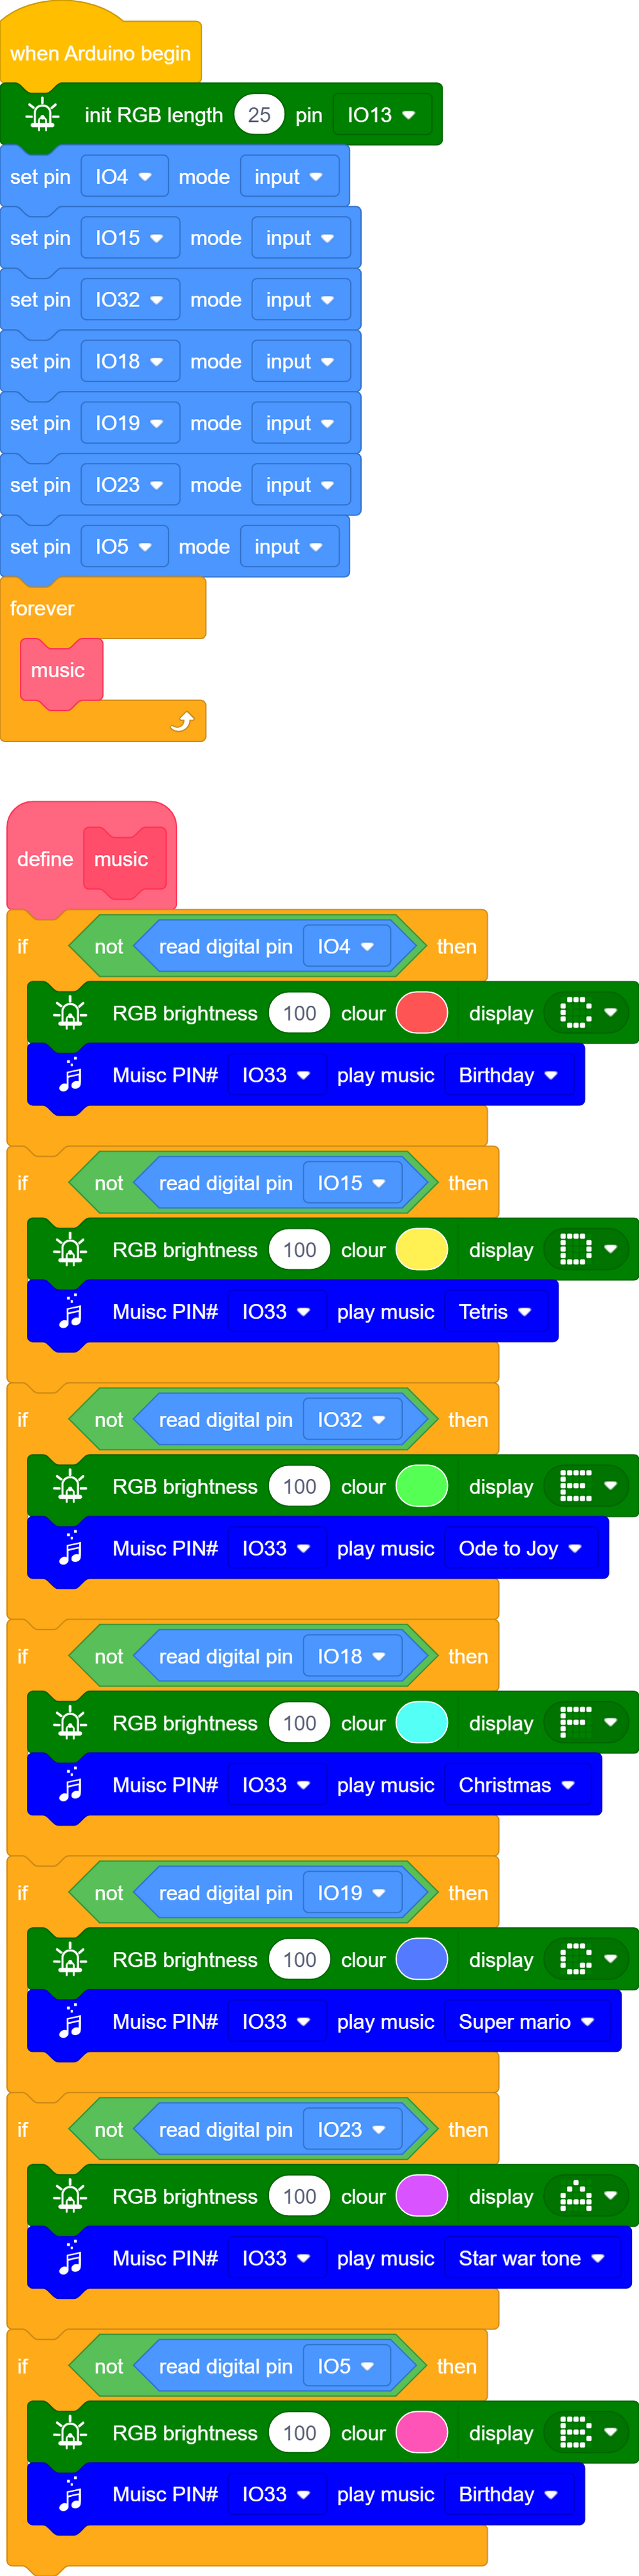 when Arduino begin
init RGB length 25 pin IO13
set pin IO4 mode input
set pin IO15 mode input
set pin IO32 mode input
set pin IO18 mode input
set pin IO19 mode input
set pin IO23 mode input
set pin IO5 mode input
forever
music
define music
if not read digital pin IO4 then
RGB brightness 100 clour display C
Muisc PIN# IO33 play music Birthday
if not read digital pin IO15 then
RGB brightness 100 clour display D
Muisc PIN# IO33 play music Tetris
if not read digital pin IO32 then
RGB brightness 100 clour display E
Muisc PIN# IO33 play music Ode to Joy
if not read digital pin IO18 then
RGB brightness 100 clour display F
Muisc PIN# IO33 play music Christmas
if not read digital pin IO19 then
RGB brightness 100 clour display G
Muisc PIN# IO33 play music Super mario
if not read digital pin IO23 then
RGB brightness 100 clour display A
Muisc PIN# IO33 play music Star war tone
if not read digital pin IO5 then
RGB brightness 100 clour display B
Muisc PIN# IO33 play music Birthday